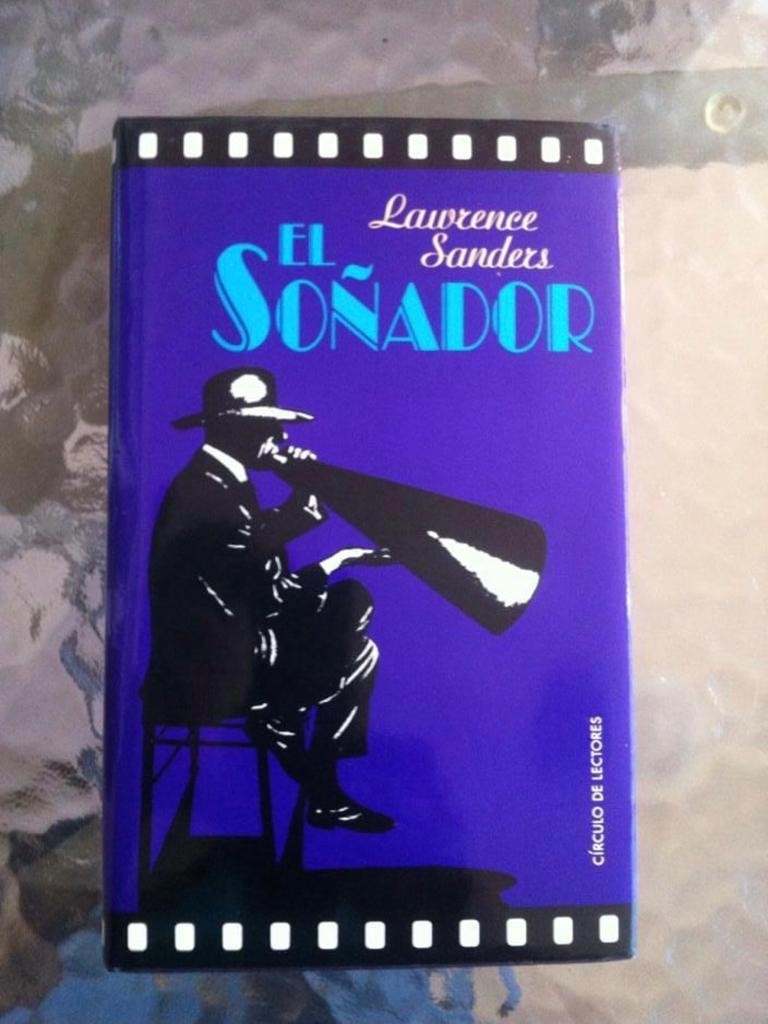 Lawrence
Sanders
EL
SOÑADOR
CÍRCULO DE LECTORES